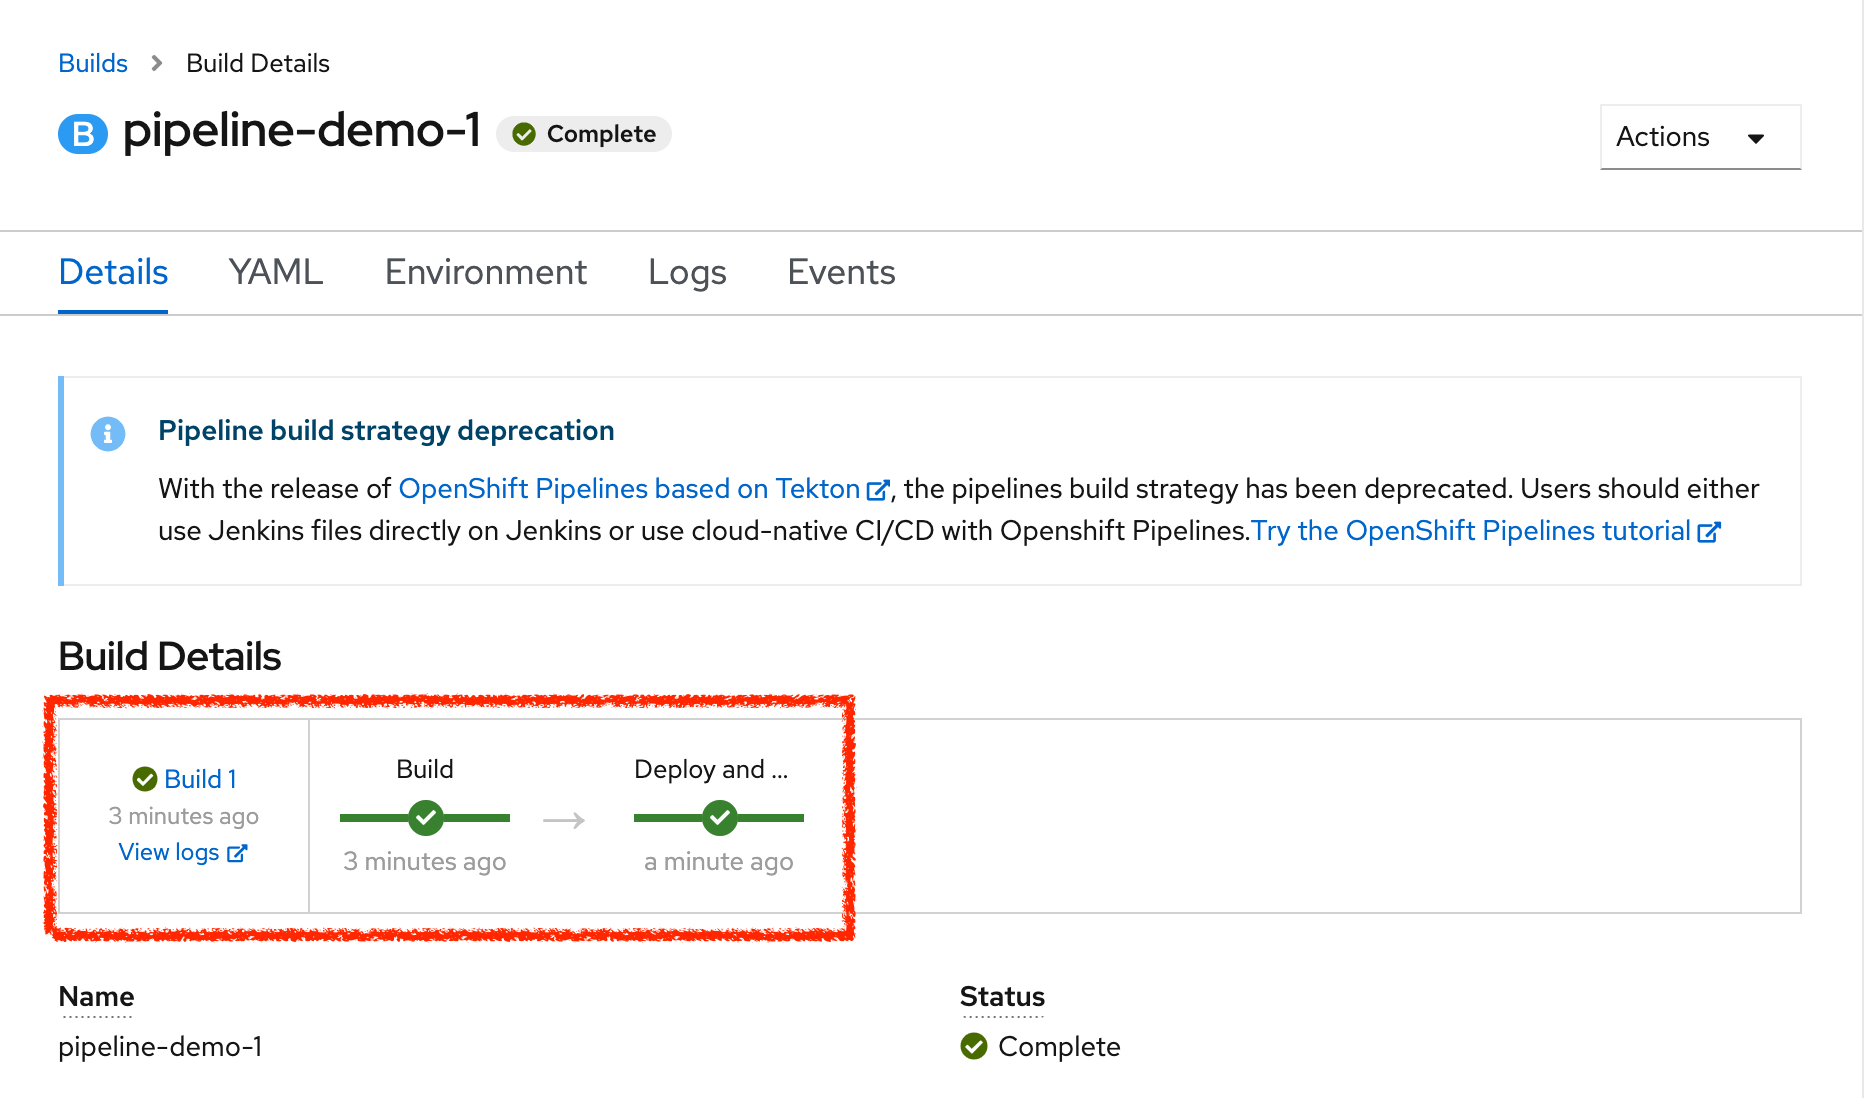 Builds > Build Details
B pipeline-demo-1 Complete
Actions
Details YAML Environment Logs Events
Pipeline build strategy deprecation
With the release of OpenShift Pipelines based on Tekton, the pipelines build strategy has been deprecated. Users should either
use Jenkins files directly on Jenkins or use cloud-native CI/CD with Openshift Pipelines.Try the OpenShift Pipelines tutorial
Build Details
Build 1
3 minutes ago
View logs
Build
3 minutes ago
Deploy and ...
a minute ago
Name
pipeline-demo-1
Status
Complete